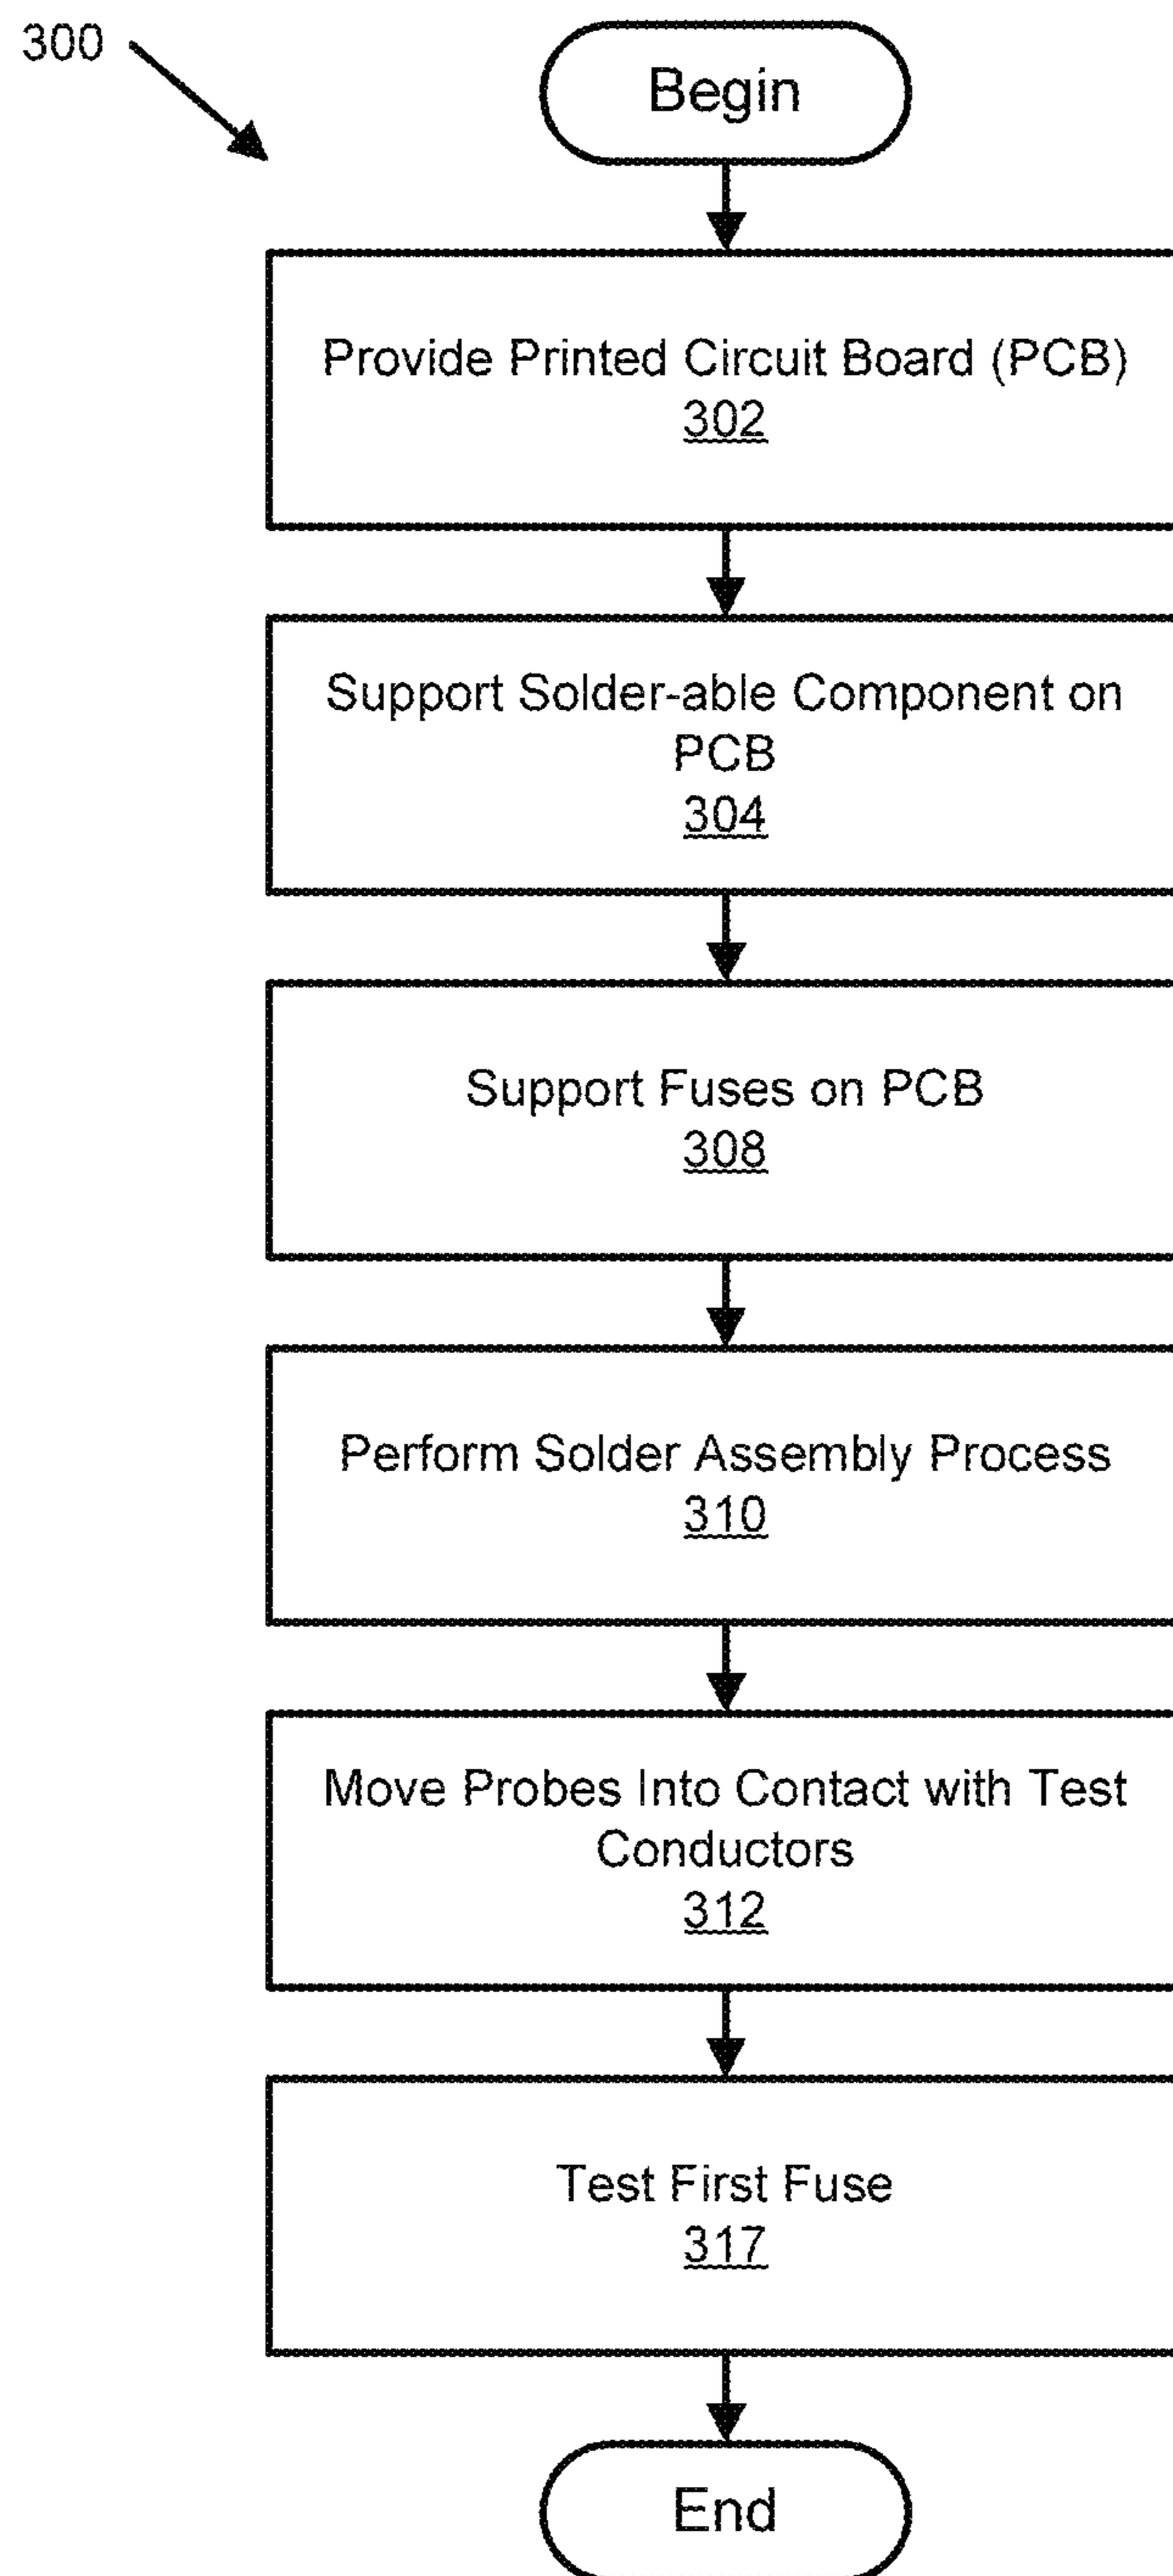 300
Begin
Provide Printed Circuit Board (PCB)
302
Support Solder-able Component on
PCB
304
Support Fuses on PCB
308
Perform Solder Assembly Process
310
Move Probes Into Contact with Test
Conductors
312
Test First Fuse
317
End